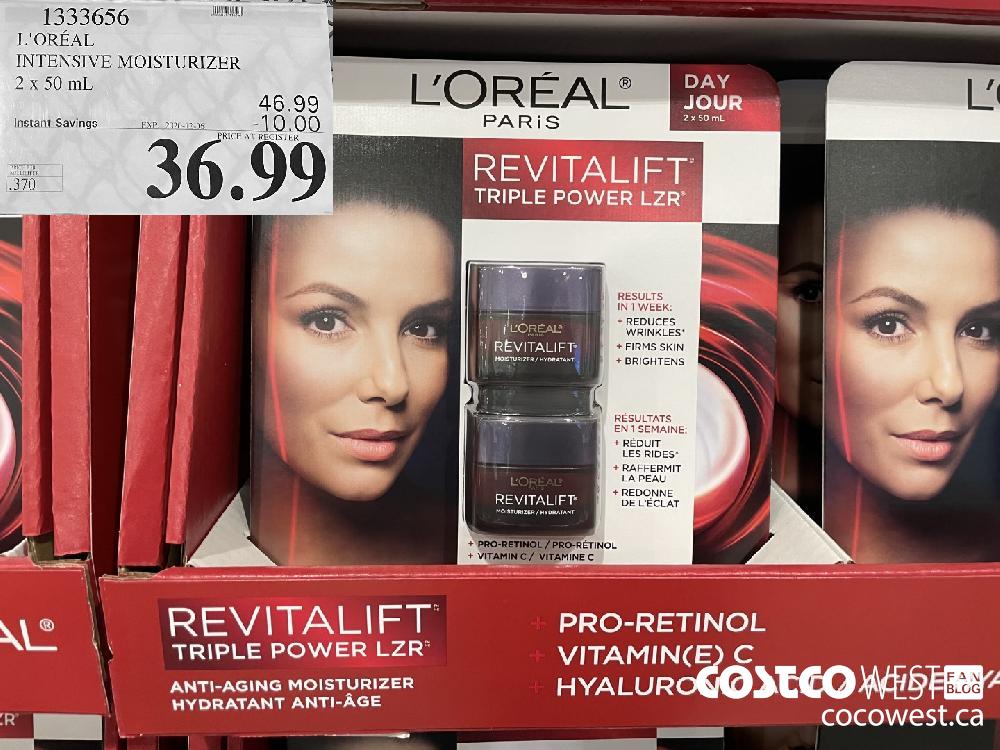 1333656
L'ORÉAL
INTENSIVE MOISTURIZER
2 x 50 mL
46.99
Instant Savings
-10.00
PRICE AT REGISTER
36.99
.370
L'ORÉAL®
PARIS
DAY
JOUR
2 x 50 mL
REVITALIFT
TRIPLE POWER LZR
L'ORÉAL
PARIS
REVITALIFT
MOISTURIZER / HYDRATANT
L'ORÉAL
PARIS
REVITALIFT
MOISTURIZER / HYDRATANT
RESULTS
IN 1 WEEK:
+ REDUCES
WRINKLES*
+ FIRMS SKIN
+ BRIGHTENS
RÉSULTATS
EN 1 SEMAINE:
+ RÉDUIT
LES RIDES*
+ RAFFERMIT
LA PEAU
+ REDONNE
DE L'ÉCLAT
+ PRO-RETINOL / PRO-RÉTINOL
+ VITAMIN C / VITAMINE C
L'O
AL®
ZR
REVITALIFT
TRIPLE POWER LZR
ANTI-AGING MOISTURIZER
HYDRATANT ANTI-ÂGE
+ PRO-RETINOL
+ VITAMIN(E) C
COSTCO WEST FAN BLOG
cocowest.ca